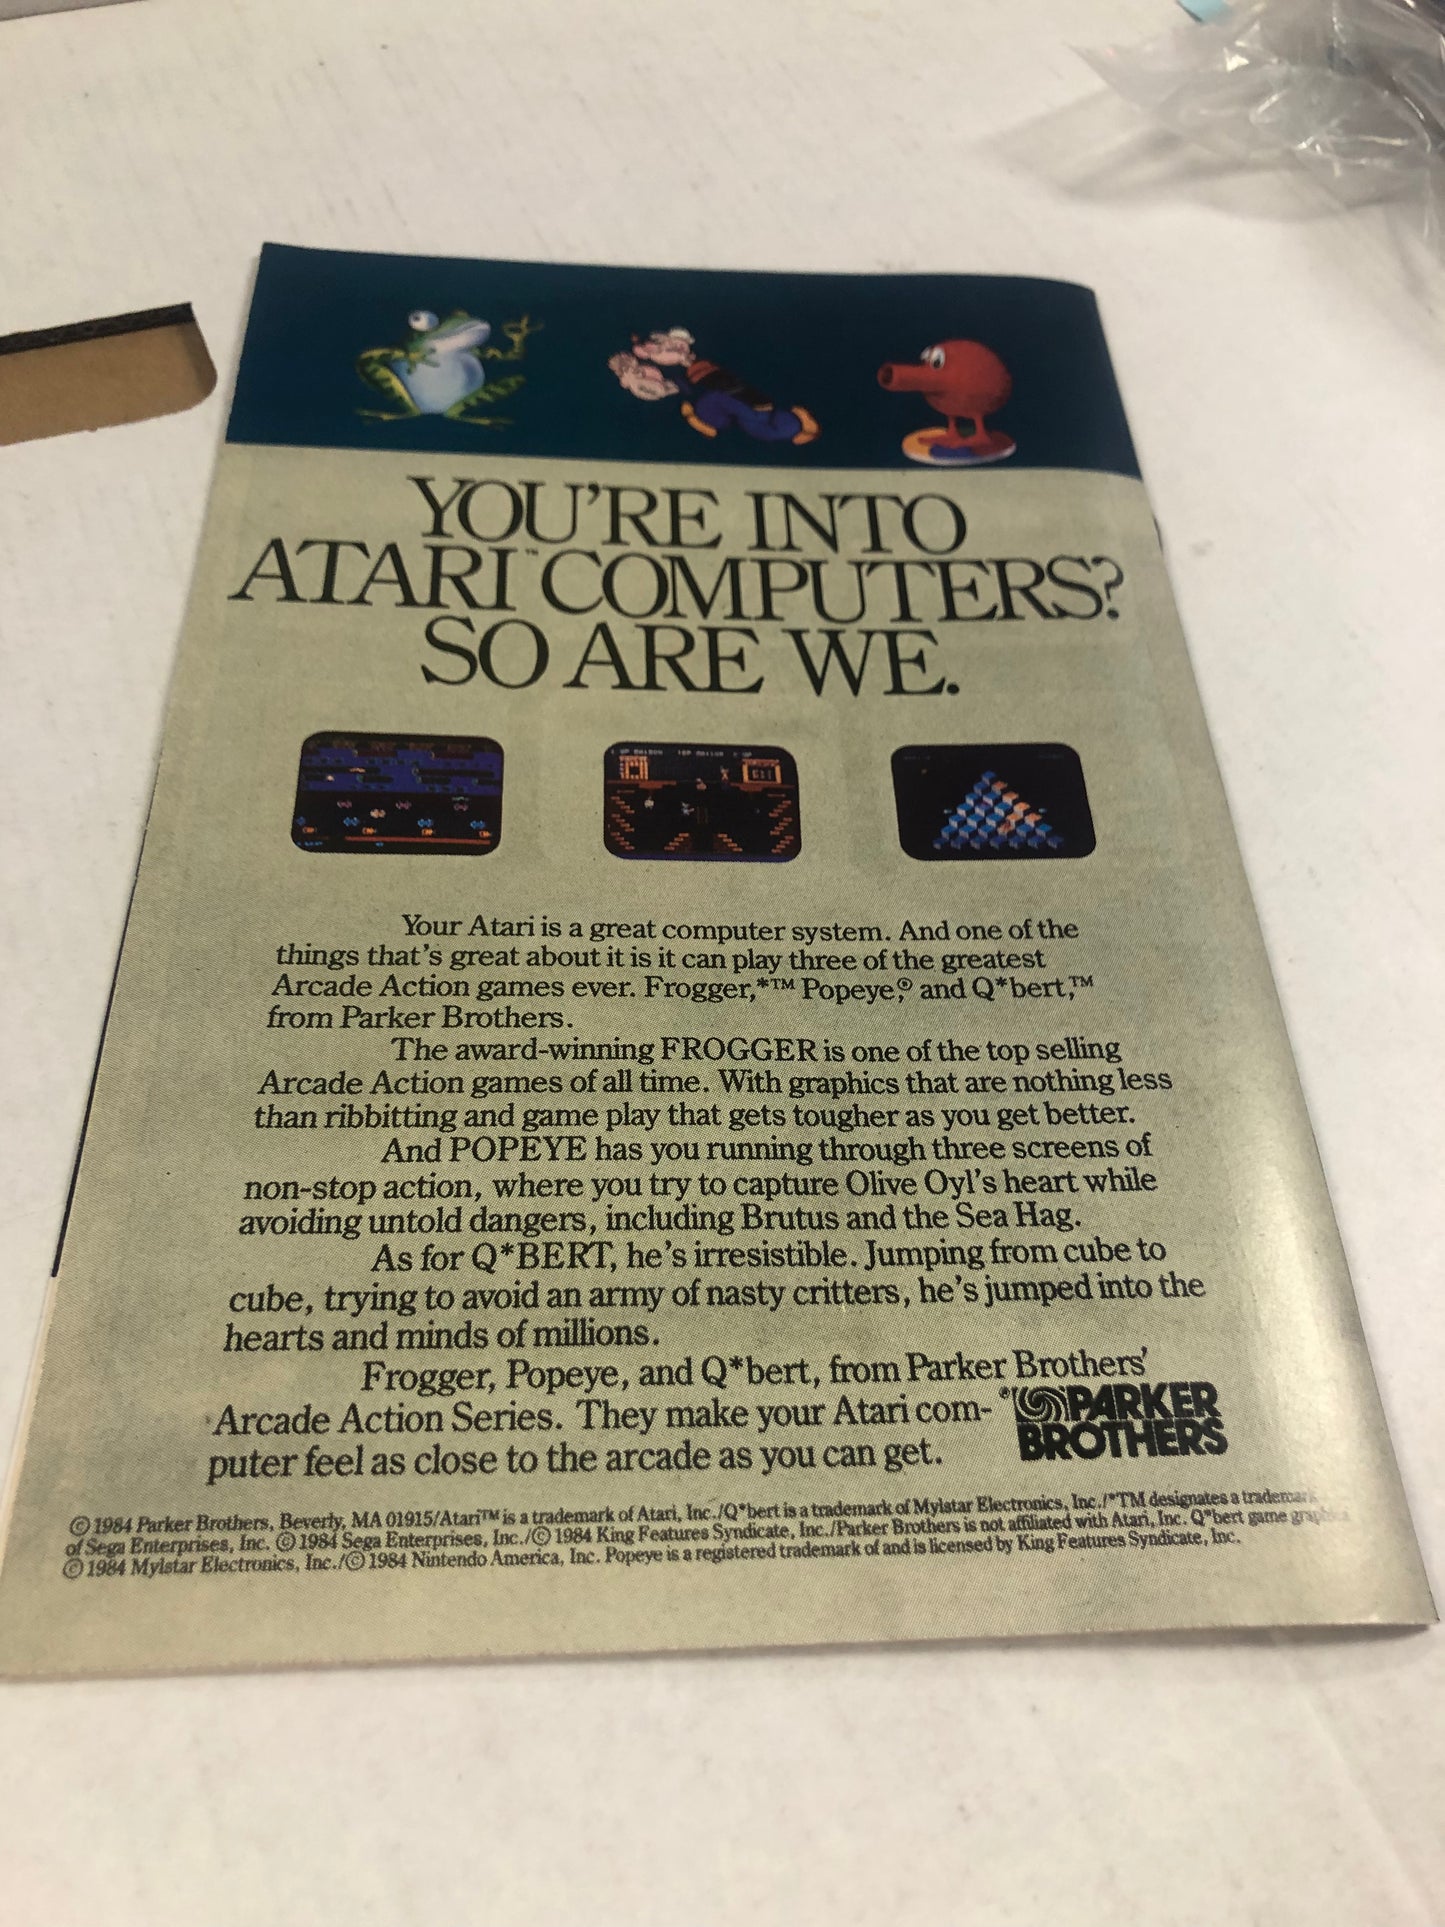 YOU'RE INTO
ATARI™ COMPUTERS?
SO ARE WE.
Your Atari is a great computer system. And one of the
things that's great about it is it can play three of the greatest
Arcade Action games ever. Frogger,*™ Popeye,® and Q*bert,™
from Parker Brothers.
The award-winning FROGGER is one of the top selling
Arcade Action games of all time. With graphics that are nothing less
than ribbitting and game play that gets tougher as you get better.
And POPEYE has you running through three screens of
non-stop action, where you try to capture Olive Oyl's heart while
avoiding untold dangers, including Brutus and the Sea Hag.
As for Q*BERT, he's irresistible. Jumping from cube to
cube, trying to avoid an army of nasty critters, he's jumped into the
hearts and minds of millions.
Frogger, Popeye, and Q*bert, from Parker Brothers'
Arcade Action Series. They make your Atari com-
puter feel as close to the arcade as you can get.
PARKER
BROTHERS
© 1984 Parker Brothers, Beverly, MA 01915/Atari™ is a trademark of Atari, Inc./Q*bert is a trademark of Mylstar Electronics, Inc./*TM designates a trademark
of Sega Enterprises, Inc. © 1984 Sega Enterprises, Inc./© 1984 King Features Syndicate, Inc./Parker Brothers is not affiliated with Atari, Inc. Q*bert game graphics
© 1984 Mylstar Electronics, Inc./© 1984 Nintendo America, Inc. Popeye is a registered trademark of and is licensed by King Features Syndicate, Inc.